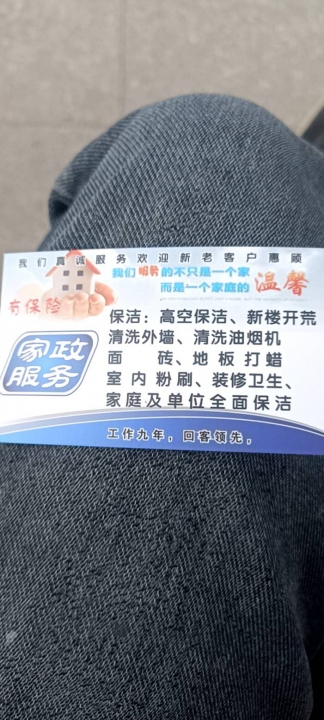 我们真诚服务欢迎新老客户惠顾
我们服务的不只是一个家
而是一个家庭的 温馨
有保险
家政
服务
保洁：高空保洁、新楼开荒
清洗外墙、清洗油烟机
面 砖、地板打蜡
室内粉刷、装修卫生、
家庭及单位全面保洁
工作九年，回客领先，